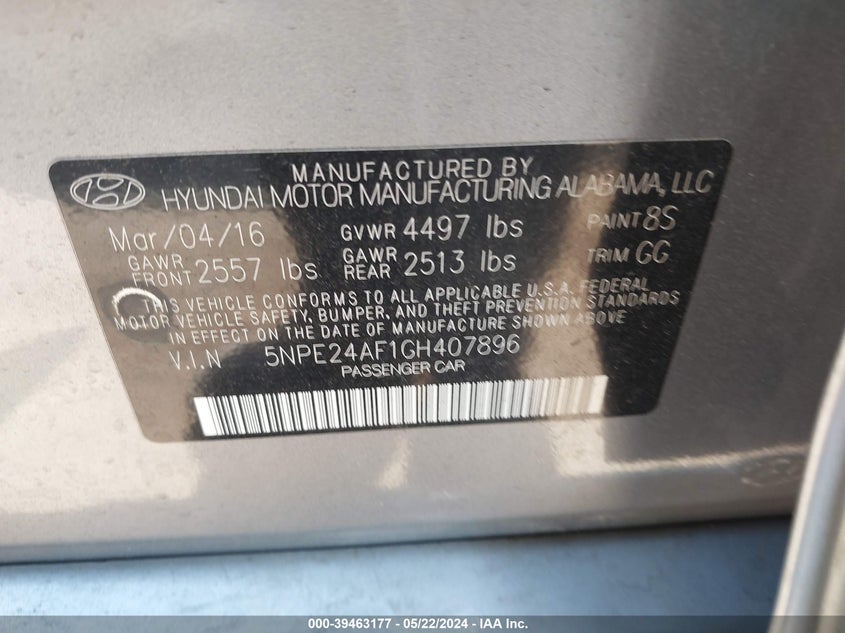 MANUFACTURED BY
HYUNDAI MOTOR MANUFACTURING ALABAMA, LLC
Mar/04/16 GVWR 4497 lbs PAINT 8S
GAWR FRONT 2557 lbs GAWR REAR 2513 lbs TRIM GG
THIS VEHICLE CONFORMS TO ALL APPLICABLE U.S.A. FEDERAL
MOTOR VEHICLE SAFETY, BUMPER, AND THEFT PREVENTION STANDARDS
IN EFFECT ON THE DATE OF MANUFACTURE SHOWN ABOVE.
V.I.N 5NPE24AF1GH407896
PASSENGER CAR
000-39463177 - 05/22/2024 - IAA Inc.